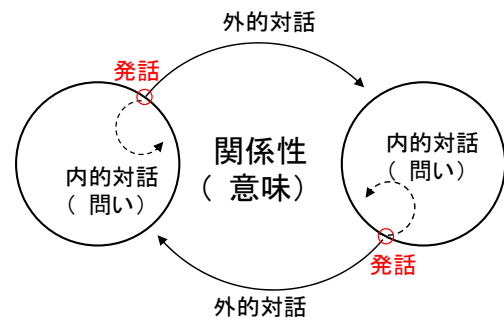 外的対話
発話
内的対話
( 問い)
関係性
( 意味)
内的対話
( 問い)
発話
外的対話